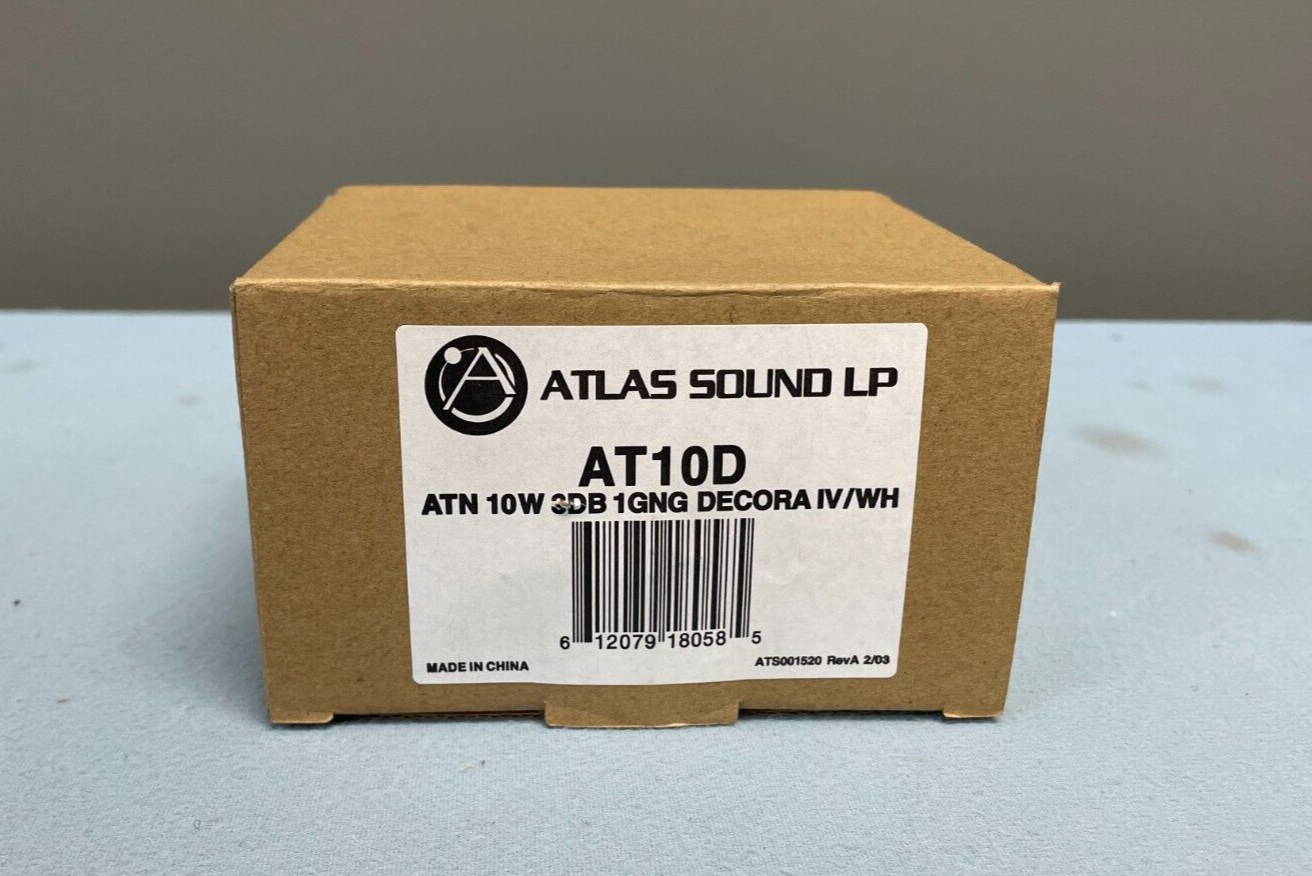 ATLAS SOUND LP
AT10D
ATN 10W 3DB 1GNG DECORA IV/WH
6 12079 18058 5
MADE IN CHINA
ATS001520 RevA 2/03